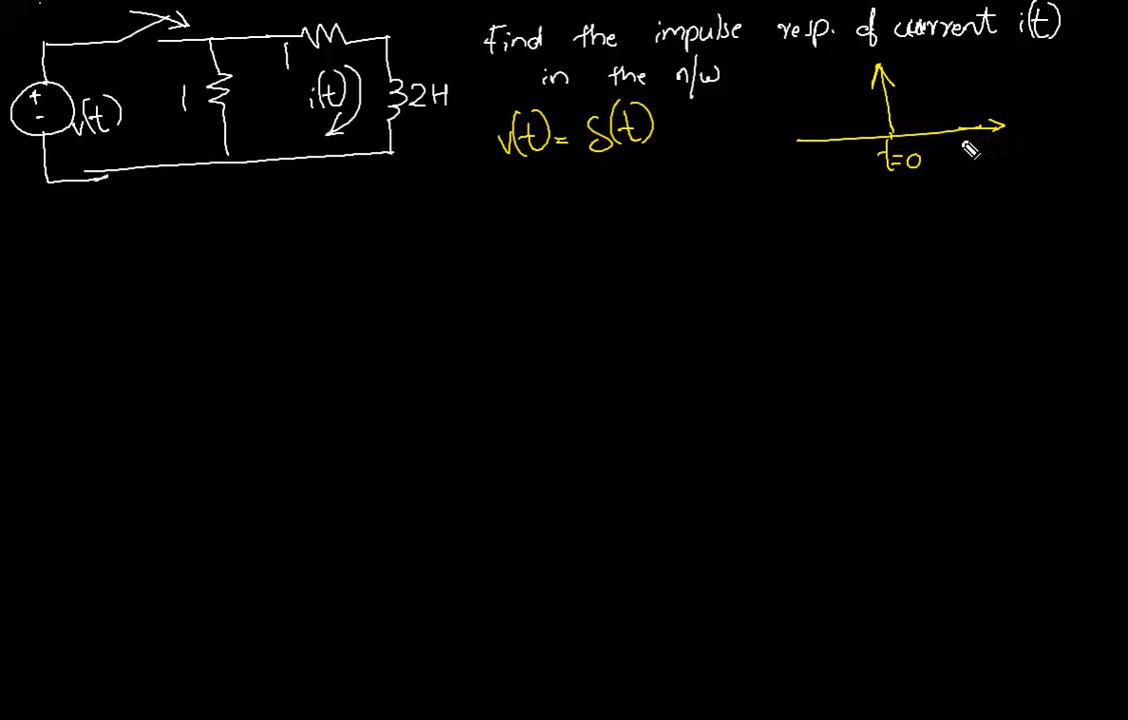 Find the impulse resp. of current i(t)
in the n/w
v(t) = δ(t)
t=0
+
-
v(t)
1
1
i(t)
2H